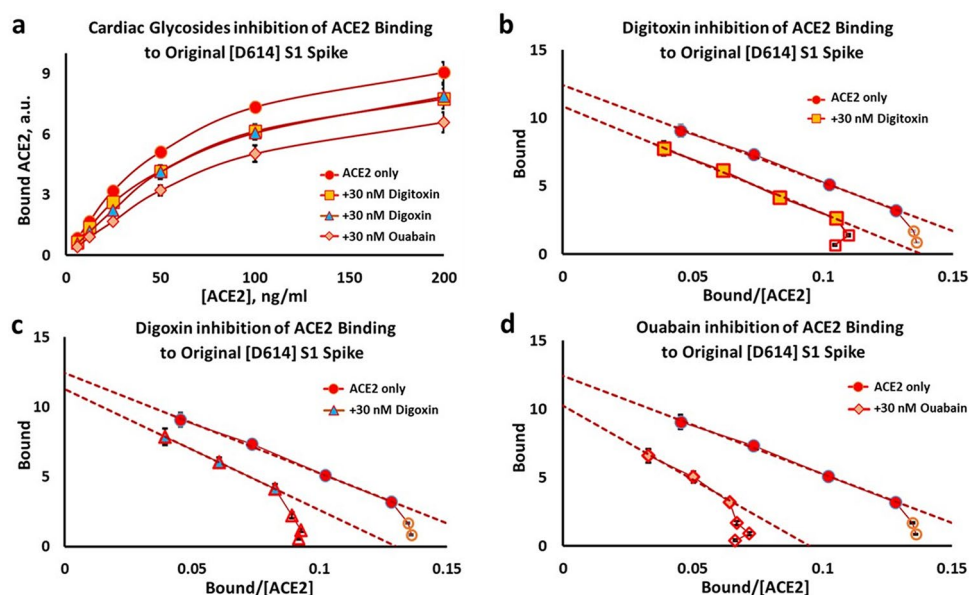 a
Cardiac Glycosides inhibition of ACE2 Binding
to Original [D614] S1 Spike
Bound ACE2, a.u.
9
6
3
0
ACE2 only
+30 nM Digitoxin
+30 nM Digoxin
+30 nM Ouabain
0
50
100
150
200
[ACE2], ng/ml
b
Digitoxin inhibition of ACE2 Binding
to Original [D614] S1 Spike
Bound
15
10
5
0
ACE2 only
+30 nM Digitoxin
0
0.05
0.1
0.15
Bound/[ACE2]
c
Digoxin inhibition of ACE2 Binding
to Original [D614] S1 Spike
Bound
15
10
5
0
ACE2 only
+30 nM Digoxin
0
0.05
0.1
0.15
Bound/[ACE2]
d
Ouabain inhibition of ACE2 Binding
to Original [D614] S1 Spike
Bound
15
10
5
0
ACE2 only
+30 nM Ouabain
0
0.05
0.1
0.15
Bound/[ACE2]